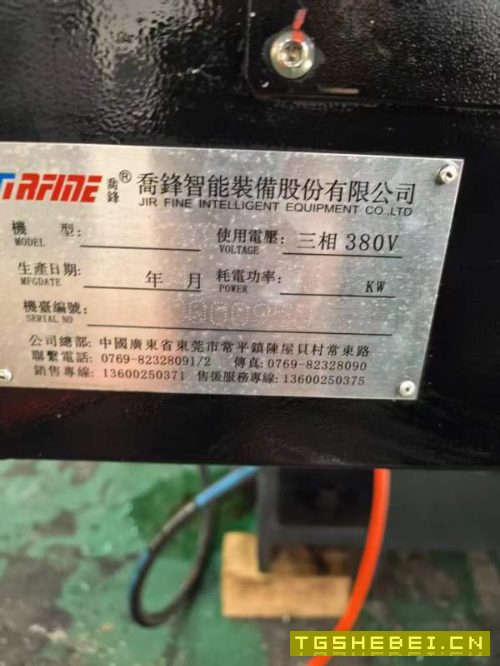 JIRFINE 喬鋒® 喬鋒智能裝備股份有限公司
JIR FINE INTELLIGENT EQUIPMENT CO.,LTD
機 型: 使用電壓: 三相 380V
MODEL VOLTAGE
生產日期: 年 月 耗電功率: KW
MFGDATE POWER
機臺編號:
SERIAL NO
公司總部: 中國廣東省東莞市常平鎮陳屋貝村常東路
聯繫電話: 0769-82328091/2 傳真: 0769-82328090
銷售專線: 13600250371 售後服務專線: 13600250375
TGSHEBEI.CN